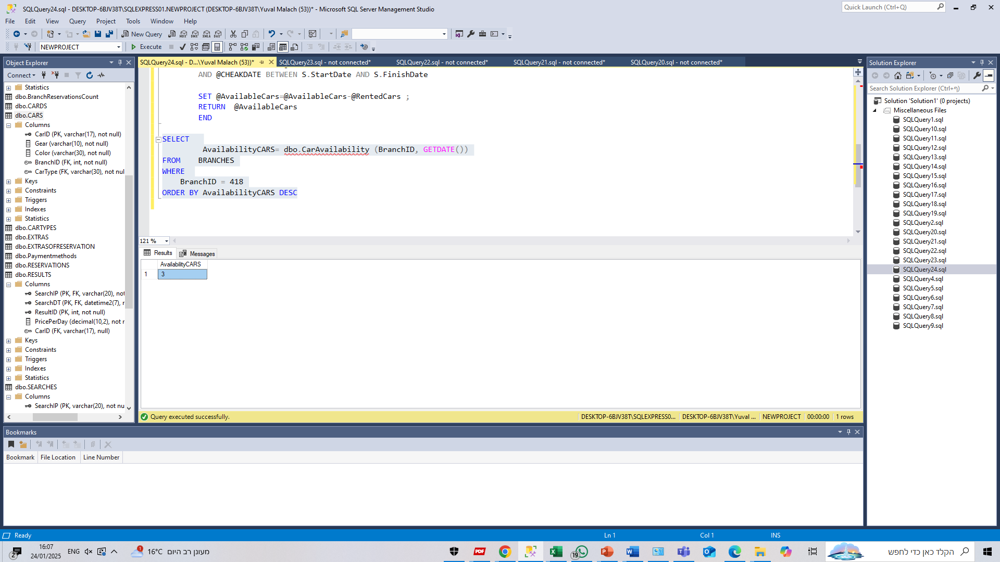 SQLQuery24.sql - DESKTOP-6BJV38T\SQLEXPRESS01.NEWPROJECT (DESKTOP-6BJV38T\Yuval Malach (53))* - Microsoft SQL Server Management Studio
Quick Launch (Ctrl+Q)
File Edit View Query Project Tools Window Help
New Query
NEWPROJECT
Execute
Object Explorer
Connect
Statistics
dbo.BranchReservationsCount
dbo.CARDS
dbo.CARS
Columns
CarID (PK, varchar(17), not null)
Gear (varchar(10), not null)
Color (varchar(30), not null)
BranchID (FK, int, not null)
CarType (FK, varchar(30), not nul
Keys
Constraints
Triggers
Indexes
Statistics
dbo.CARTYPES
dbo.EXTRAS
dbo.EXTRASOFRESERVATION
dbo.Paymentmethods
dbo.RESERVATIONS
dbo.RESULTS
Columns
SearchIP (PK, FK, varchar(20), not
SearchDT (PK, FK, datetime2(7), r
ResultID (PK, int, not null)
PricePerDay (decimal(10,2), not r
CarID (FK, varchar(17), null)
Keys
Constraints
Triggers
Indexes
Statistics
dbo.SEARCHES
Columns
SearchIP (PK, varchar(20), not nu
SQLQuery24.sql - D...\Yuval Malach (53))* SQLQuery23.sql - not connected* SQLQuery22.sql - not connected* SQLQuery21.sql - not connected* SQLQuery20.sql - not connected*
AND @CHEAKDATE BETWEEN S.StartDate AND S.FinishDate
SET @AvailableCars=@AvailableCars-@RentedCars ;
RETURN @AvailableCars
END
SELECT
AvailabilityCARS= dbo.CarAvailability (BranchID, GETDATE())
FROM BRANCHES
WHERE
BranchID = 418
ORDER BY AvailabilityCARS DESC
121 %
Results Messages
AvailabilityCARS
1 3
Query executed successfully. DESKTOP-6BJV38T\SQLEXPRESS0... DESKTOP-6BJV38T\Yuval ... NEWPROJECT 00:00:00 1 rows
Solution Explorer
Search Solution Explorer (Ctrl+ף)
Solution 'Solution1' (0 projects)
Miscellaneous Files
SQLQuery1.sql
SQLQuery10.sql
SQLQuery11.sql
SQLQuery12.sql
SQLQuery13.sql
SQLQuery14.sql
SQLQuery15.sql
SQLQuery16.sql
SQLQuery17.sql
SQLQuery18.sql
SQLQuery19.sql
SQLQuery2.sql
SQLQuery20.sql
SQLQuery21.sql
SQLQuery22.sql
SQLQuery23.sql
SQLQuery24.sql
SQLQuery4.sql
SQLQuery5.sql
SQLQuery6.sql
SQLQuery7.sql
SQLQuery8.sql
SQLQuery9.sql
Bookmarks
Bookmark File Location Line Number
Ready Ln 1 Col 1 INS
2
16:07
24/01/2025
ENG
1
16°C
מעונן רב היום
PDF
19
הקלד כאן כדי לחפש